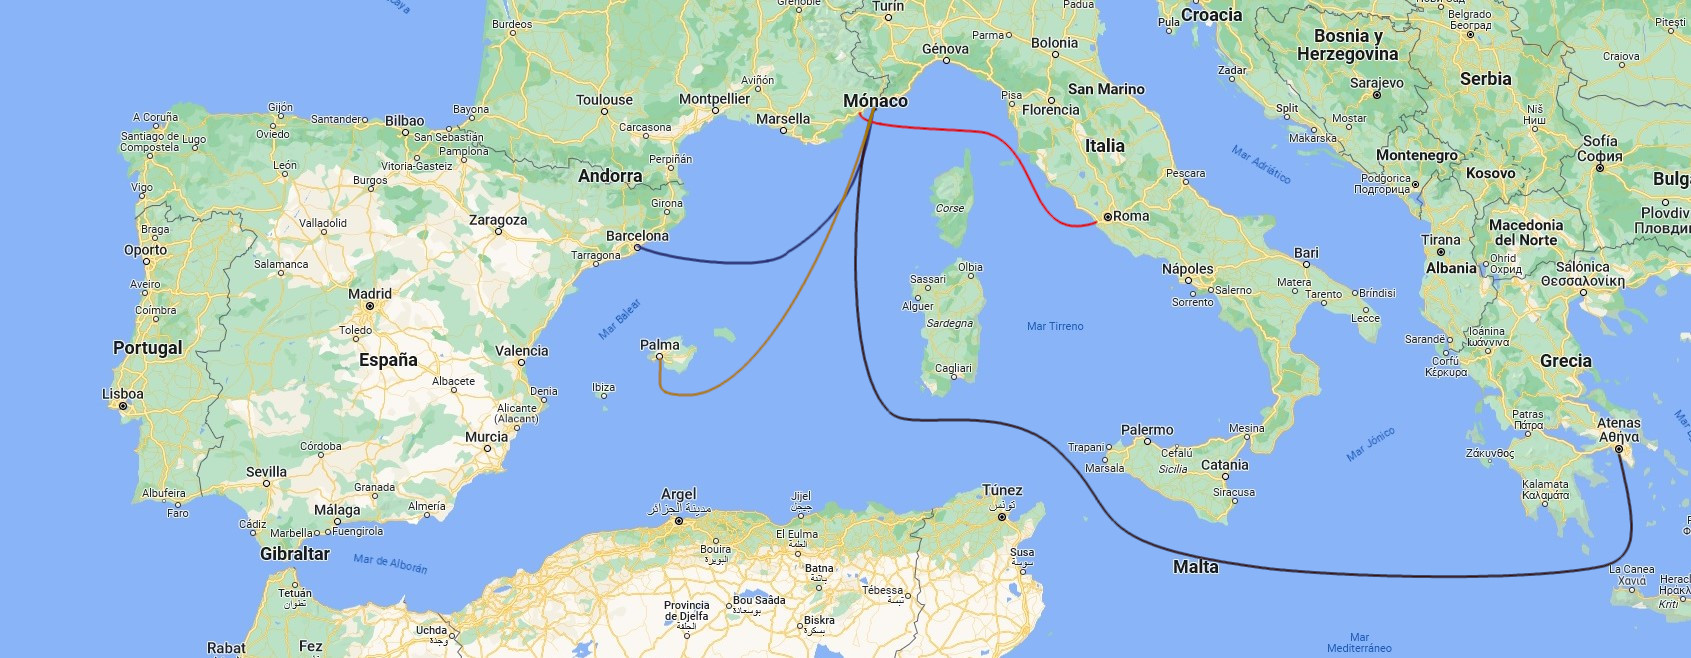 Grenoble
Turín
Padua
Burdeos
Pula
Croacia
Belgrado
Београд
Pitești
Parma
Bolonia
Génova
Bosnia y
Herzegovina
Craiova
Zadar
Sarajevo
Serbia
Aviñón
Toulouse
Montpellier
Mónaco
Pisa
San Marino
Florencia
Split
Niš
Ниш
A Coruña
Gijón
Santander
Bilbao
Bayona
Marsella
Carcasona
Mostar
Makarska
Santiago de
Compostela
Lugo
Oviedo
San Sebastián
Italia
Mar Adriático
Montenegro
Sofía
София
León
Vitoria-Gasteiz
Pamplona
Perpiñán
Andorra
Pescara
Podgorica
Подгорица
Kosovo
Bulg
Vigo
Burgos
Girona
Corse
Roma
Plovdiv
Пловди
Braga
Valladolid
Zaragoza
Barcelona
Macedonia
del Norte
Oporto
Tarragona
Bari
Tirana
Albania
Ohrid
Охрид
Salónica
Θεσσαλονίκη
Salamanca
Olbia
Nápoles
Aveiro
Madrid
Sassari
Salerno
Matera
Tarento
Brindisi
Coimbra
Alguer
Sorrento
Lecce
Toledo
Mar Balear
Sardegna
Mar Tirreno
Sarandë
Ioánina
Ιωάννινα
Portugal
España
Valencia
Palma
Corfú
Κέρκυρα
Grecia
Lisboa
Albacete
Denia
Ibiza
Cagliari
Alicante
(Alacant)
Murcia
Palermo
Mesina
Patras
Πάτρα
Atenas
Αθήνα
Córdoba
Trapani
Cefalú
Mar Jónico
Ζάκυνθος
Sevilla
Marsala
Sicilia
Catania
Kalamata
Καλαμάτα
Albufeira
Granada
Siracusa
Faro
Málaga
Almería
Argel
مدينة الجزائر
Jijel
جيجل
Túnez
تونس
Cádiz
Marbella
Fuengirola
Gibraltar
Mar de Alborán
Bouira
البويرة
El Eulma
العلمة
Susa
سوسة
Malta
La Canea
Χανιά
Tetuán
تطوان
Batna
باتنة
Tébessa
تبسة
Kriti
Provincia
de Djelfa
الجلفة
Bou Saâda
بوسعادة
Biskra
بسكرة
Uchda
وجدة
Rabat
Fez
Mar
Mediterráneo